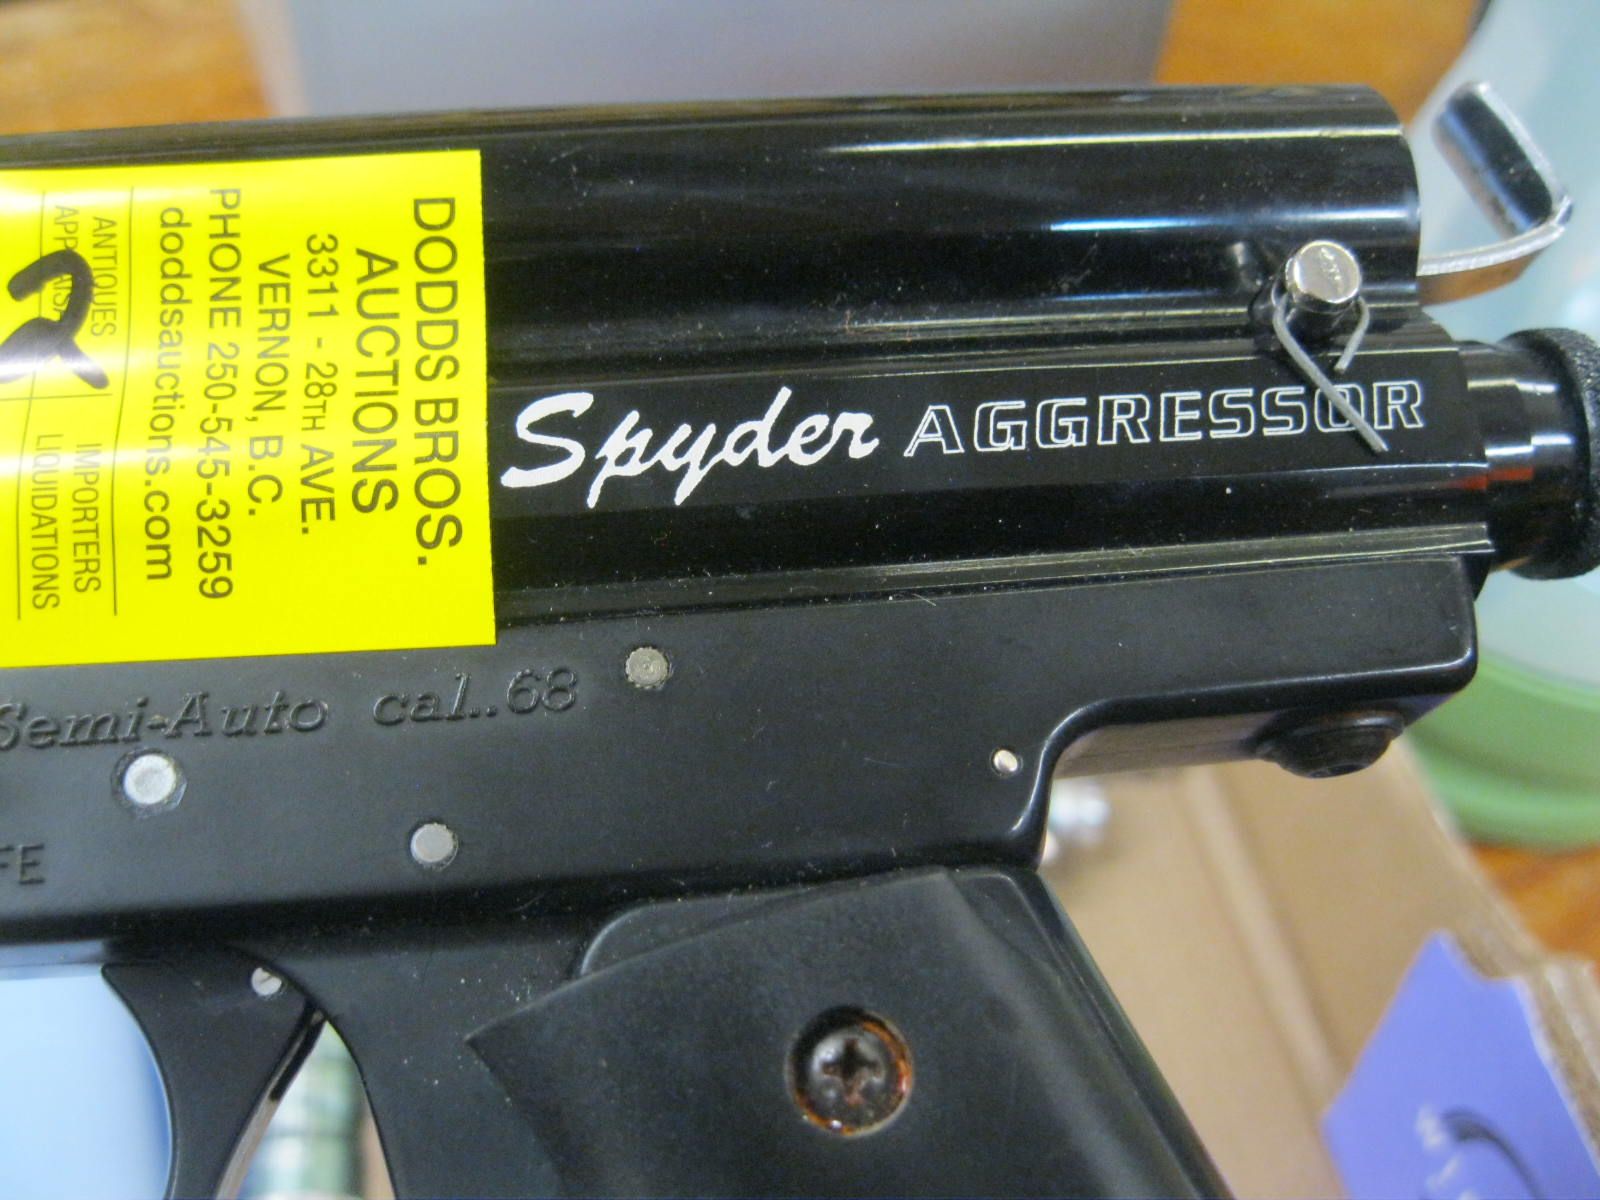 DODDS BROS.
AUCTIONS
3311 - 28TH AVE.
VERNON, B.C.
PHONE 250-545-3259
doddsauctions.com
ANTIQUES
IMPORTERS
LIQUIDATIONS
Spyder AGGRESSOR
Semi-Auto cal..68